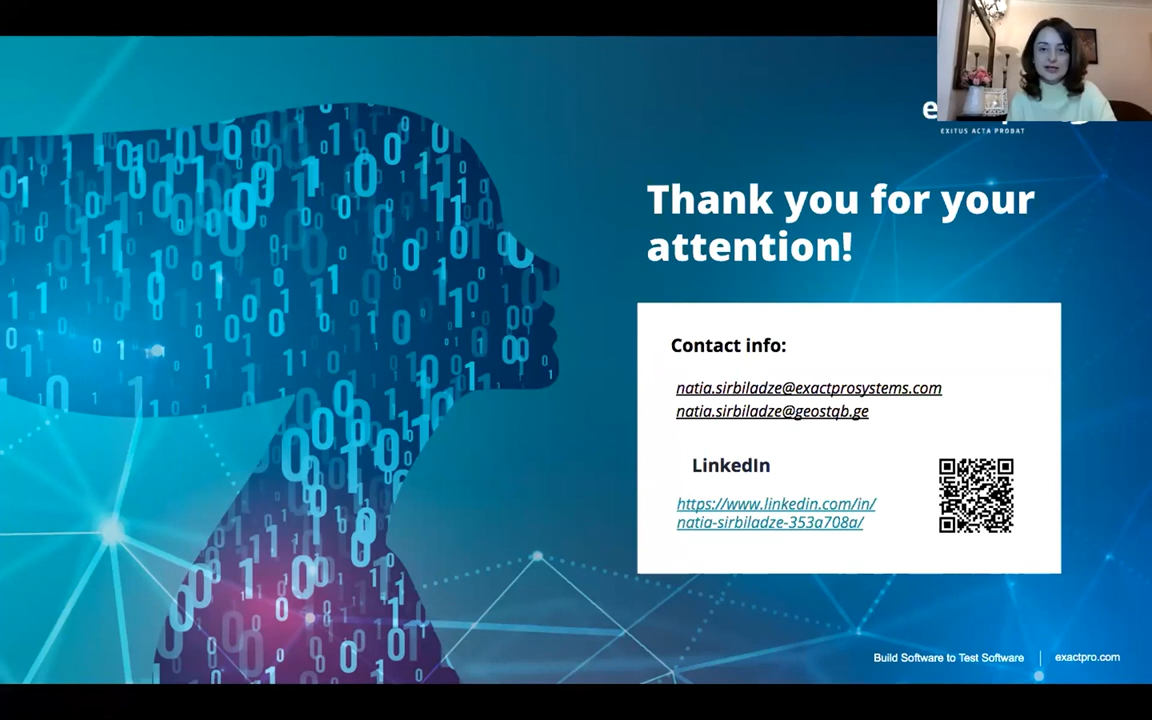 EXITUS ACTA PROBAT
Thank you for your
attention!
Contact info:
natia.sirbiladze@exactprosystems.com
natia.sirbiladze@geostqb.ge
LinkedIn
https://www.linkedin.com/in/
natia-sirbiladze-353a708a/
Build Software to Test Software
exactpro.com